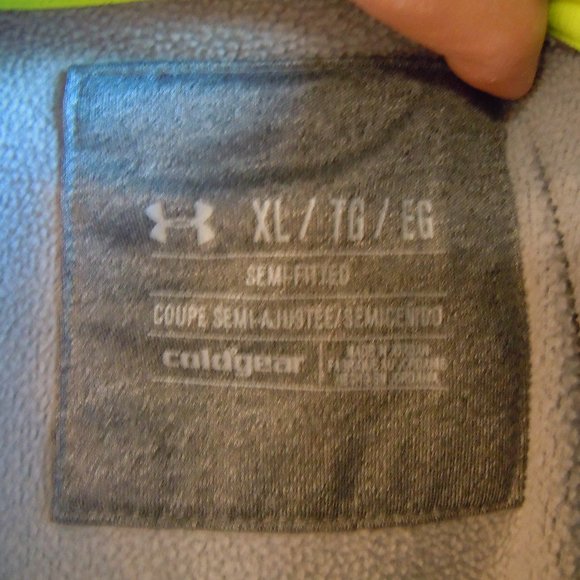 XL / TG / EG
SEMI-FITTED
COUPE SEMI-AJUSTÉE/SEMICEÑIDO
coldgear